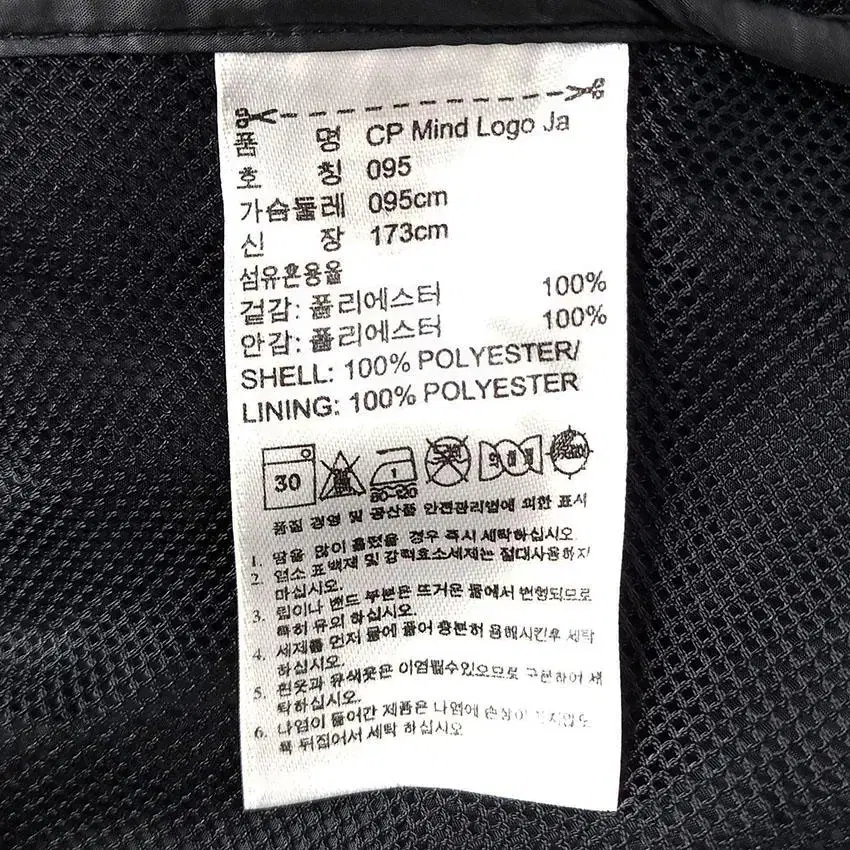 품 명 CP Mind Logo Ja
호 칭 095
가슴둘레 095cm
신 장 173cm
섬유혼용율
겉감: 폴리에스터 100%
안감: 폴리에스터 100%
SHELL: 100% POLYESTER/
LINING: 100% POLYESTER
30 1
80-120
품질 경영 및 공산품 안전관리법에 의한 표시
1. 땀을 많이 흘렸을 경우 즉시 세탁하십시오.
2. 염소 표백제 및 강력효소세제는 절대사용하지
마십시오.
3. 립이나 밴드 부분은 뜨거운 물에서 변형되므로
특히 유의 하십시오.
4. 세제를 먼저 물에 풀어 충분히 용해시킨후 세탁
하십시오.
5. 흰옷과 유색옷은 이염될수있으므로 구분하여 세
탁하십시오.
6. 나염이 들어간 제품은 나염에 손상이
꼭 뒤집어서 세탁 하십시오